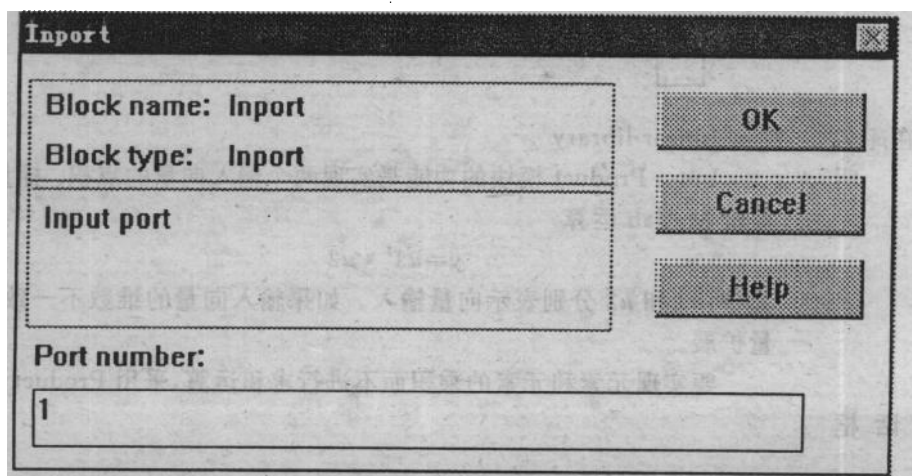 Inport
Block name: Inport
Block type: Inport
Input port
OK
Cancel
Help
Port number:
1